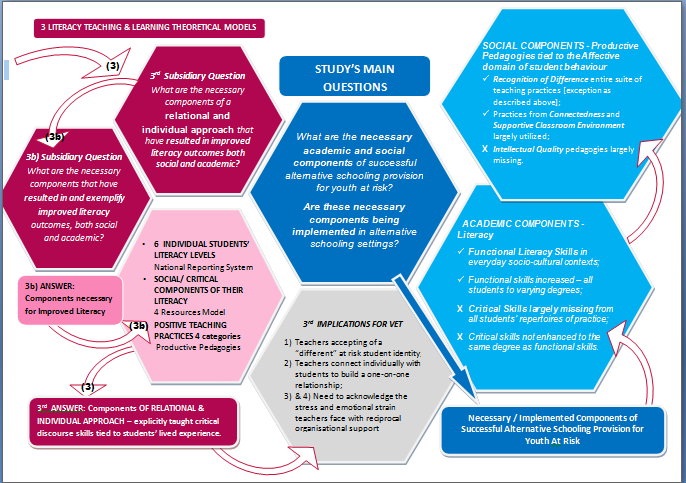 3 LITERACY TEACHING & LEARNING THEORETICAL MODELS
(3)
3rd Subsidiary Question
What are the necessary
components of a
relational and
individual approach that
have resulted in improved
literacy outcomes both
social and academic?
(3b)
3b) Subsidiary Question
What are the necessary
components that have
resulted in and exemplify
improved literacy
outcomes, both social
and academic?
STUDY'S MAIN
QUESTIONS
What are the necessary
academic and social
components of successful
alternative schooling provision
for youth at risk?
Are these necessary
components being
implemented in alternative
schooling settings?
SOCIAL COMPONENTS - Productive
Pedagogies tied to the Affective
domain of student behaviour
✓ Recognition of Difference entire suite of
teaching practices [exception as
described above];
✓ Practices from Connectedness and
Supportive Classroom Environment
largely utilized;
X Intellectual Quality pedagogies largely
missing.
ACADEMIC COMPONENTS -
Literacy
✓ Functional Literacy Skills in
everyday socio-cultural contexts;
✓ Functional skills increased – all
students to varying degrees;
X Critical Skills largely missing from
all students' repertoires of practice;
X Critical skills not enhanced to the
same degree as functional skills.
• 6 INDIVIDUAL STUDENTS'
LITERACY LEVELS
National Reporting System
• SOCIAL/ CRITICAL
COMPONENTS OF THEIR
LITERACY
4 Resources Model
• POSITIVE TEACHING
PRACTICES 4 categories
Productive Pedagogies
3b) ANSWER:
Components necessary
for Improved Literacy
(3b)
(3)
3rd ANSWER: Components OF RELATIONAL &
INDIVIDUAL APPROACH – explicitly taught critical
discourse skills tied to students' lived experience.
3rd IMPLICATIONS FOR VET
1) Teachers accepting of a
"different" at risk student identity
2) Teachers connect individually with
students to build a one-on-one
relationship;
3) & 4) Need to acknowledge the
stress and emotional strain
teachers face with reciprocal
organisational support
Necessary / Implemented Components of
Successful Alternative Schooling Provision for
Youth At Risk